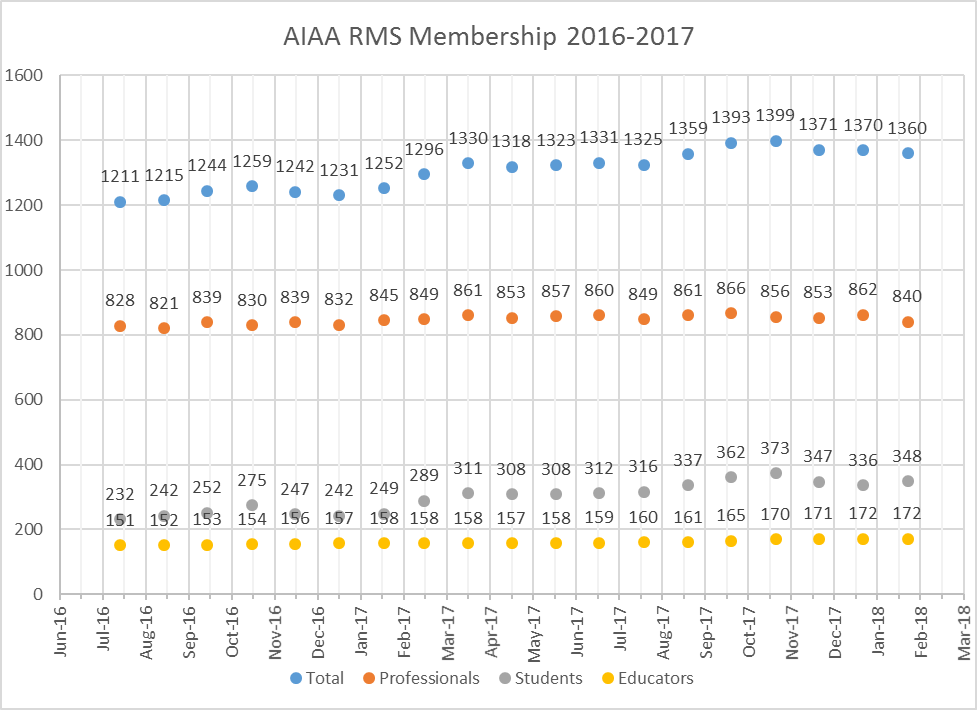 AIAA RMS Membership 2016-2017
1600
1400
1200
1000
800
600
400
200
0
1211 1215 1244 1259 1242 1231 1252 1296 1330 1318 1323 1331 1325 1359 1393 1399 1371 1370 1360
828 821 839 830 839 832 845 849 861 853 857 860 849 861 866 856 853 862 840
232 242 252 275 247 242 249 289 311 308 308 312 316 337 362 373 347 336 348
151 152 153 154 156 157 158 158 158 157 158 159 160 161 165 170 171 172 172
Jun-16 Jul-16 Aug-16 Sep-16 Oct-16 Nov-16 Dec-16 Jan-17 Feb-17 Mar-17 Apr-17 May-17 Jun-17 Jul-17 Aug-17 Sep-17 Oct-17 Nov-17 Dec-17 Jan-18 Feb-18 Mar-18
Total Professionals Students Educators